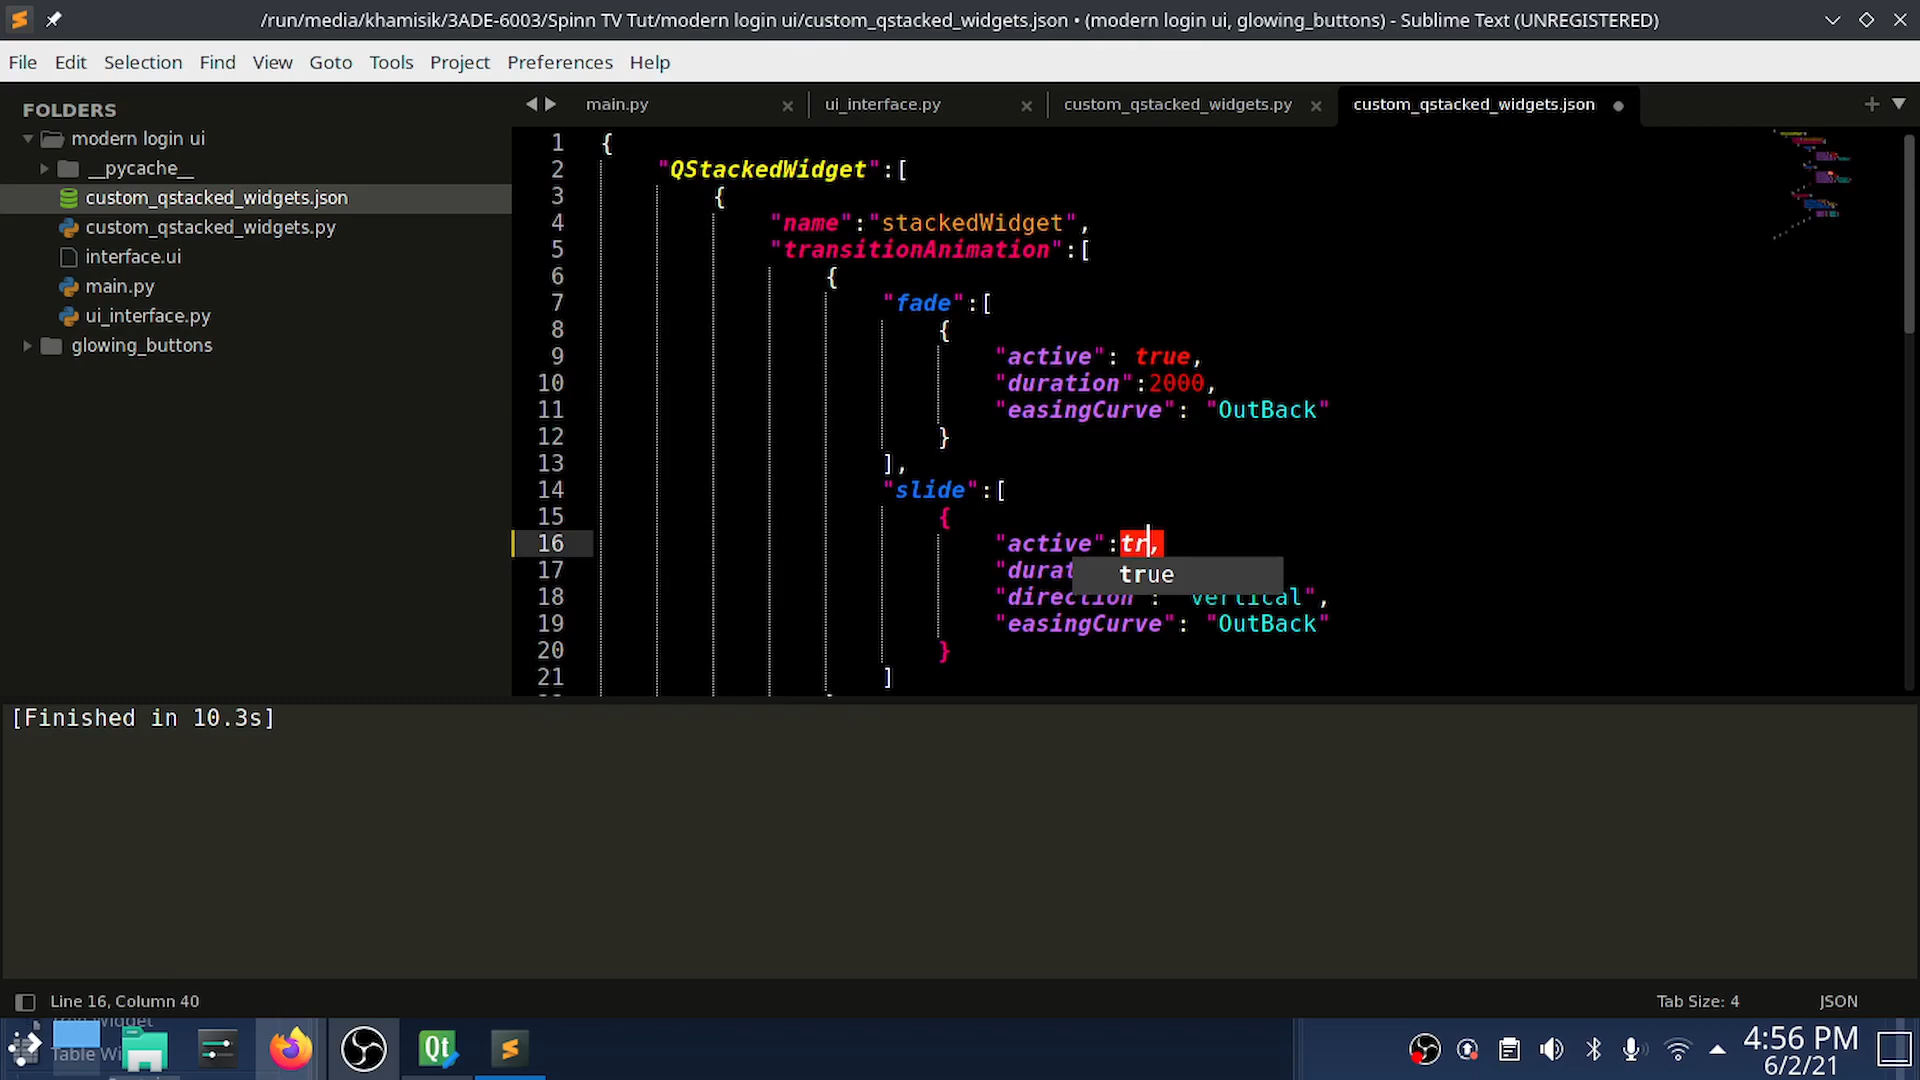 /run/media/khamisik/3ADE-6003/Spinn TV Tut/modern login ui/custom_qstacked_widgets.json • (modern login ui, glowing_buttons) - Sublime Text (UNREGISTERED)
File Edit Selection Find View Goto Tools Project Preferences Help
FOLDERS
modern login ui
__pycache__
custom_qstacked_widgets.json
custom_qstacked_widgets.py
interface.ui
main.py
ui_interface.py
glowing_buttons
main.py ui_interface.py custom_qstacked_widgets.py custom_qstacked_widgets.json
1 {
2 "QStackedWidget":[
3 {
4 "name":"stackedWidget",
5 "transitionAnimation":[
6 {
7 "fade":[
8 {
9 "active": true,
10 "duration":2000,
11 "easingCurve": "OutBack"
12 }
13 ],
14 "slide":[
15 {
16 "active":tr,
true
17 "durat
18 "direction": "vertical",
19 "easingCurve": "OutBack"
20 }
21 ]
[Finished in 10.3s]
Line 16, Column 40
Tab Size: 4
JSON
Table Wi
Qt
4:56 PM
6/2/21